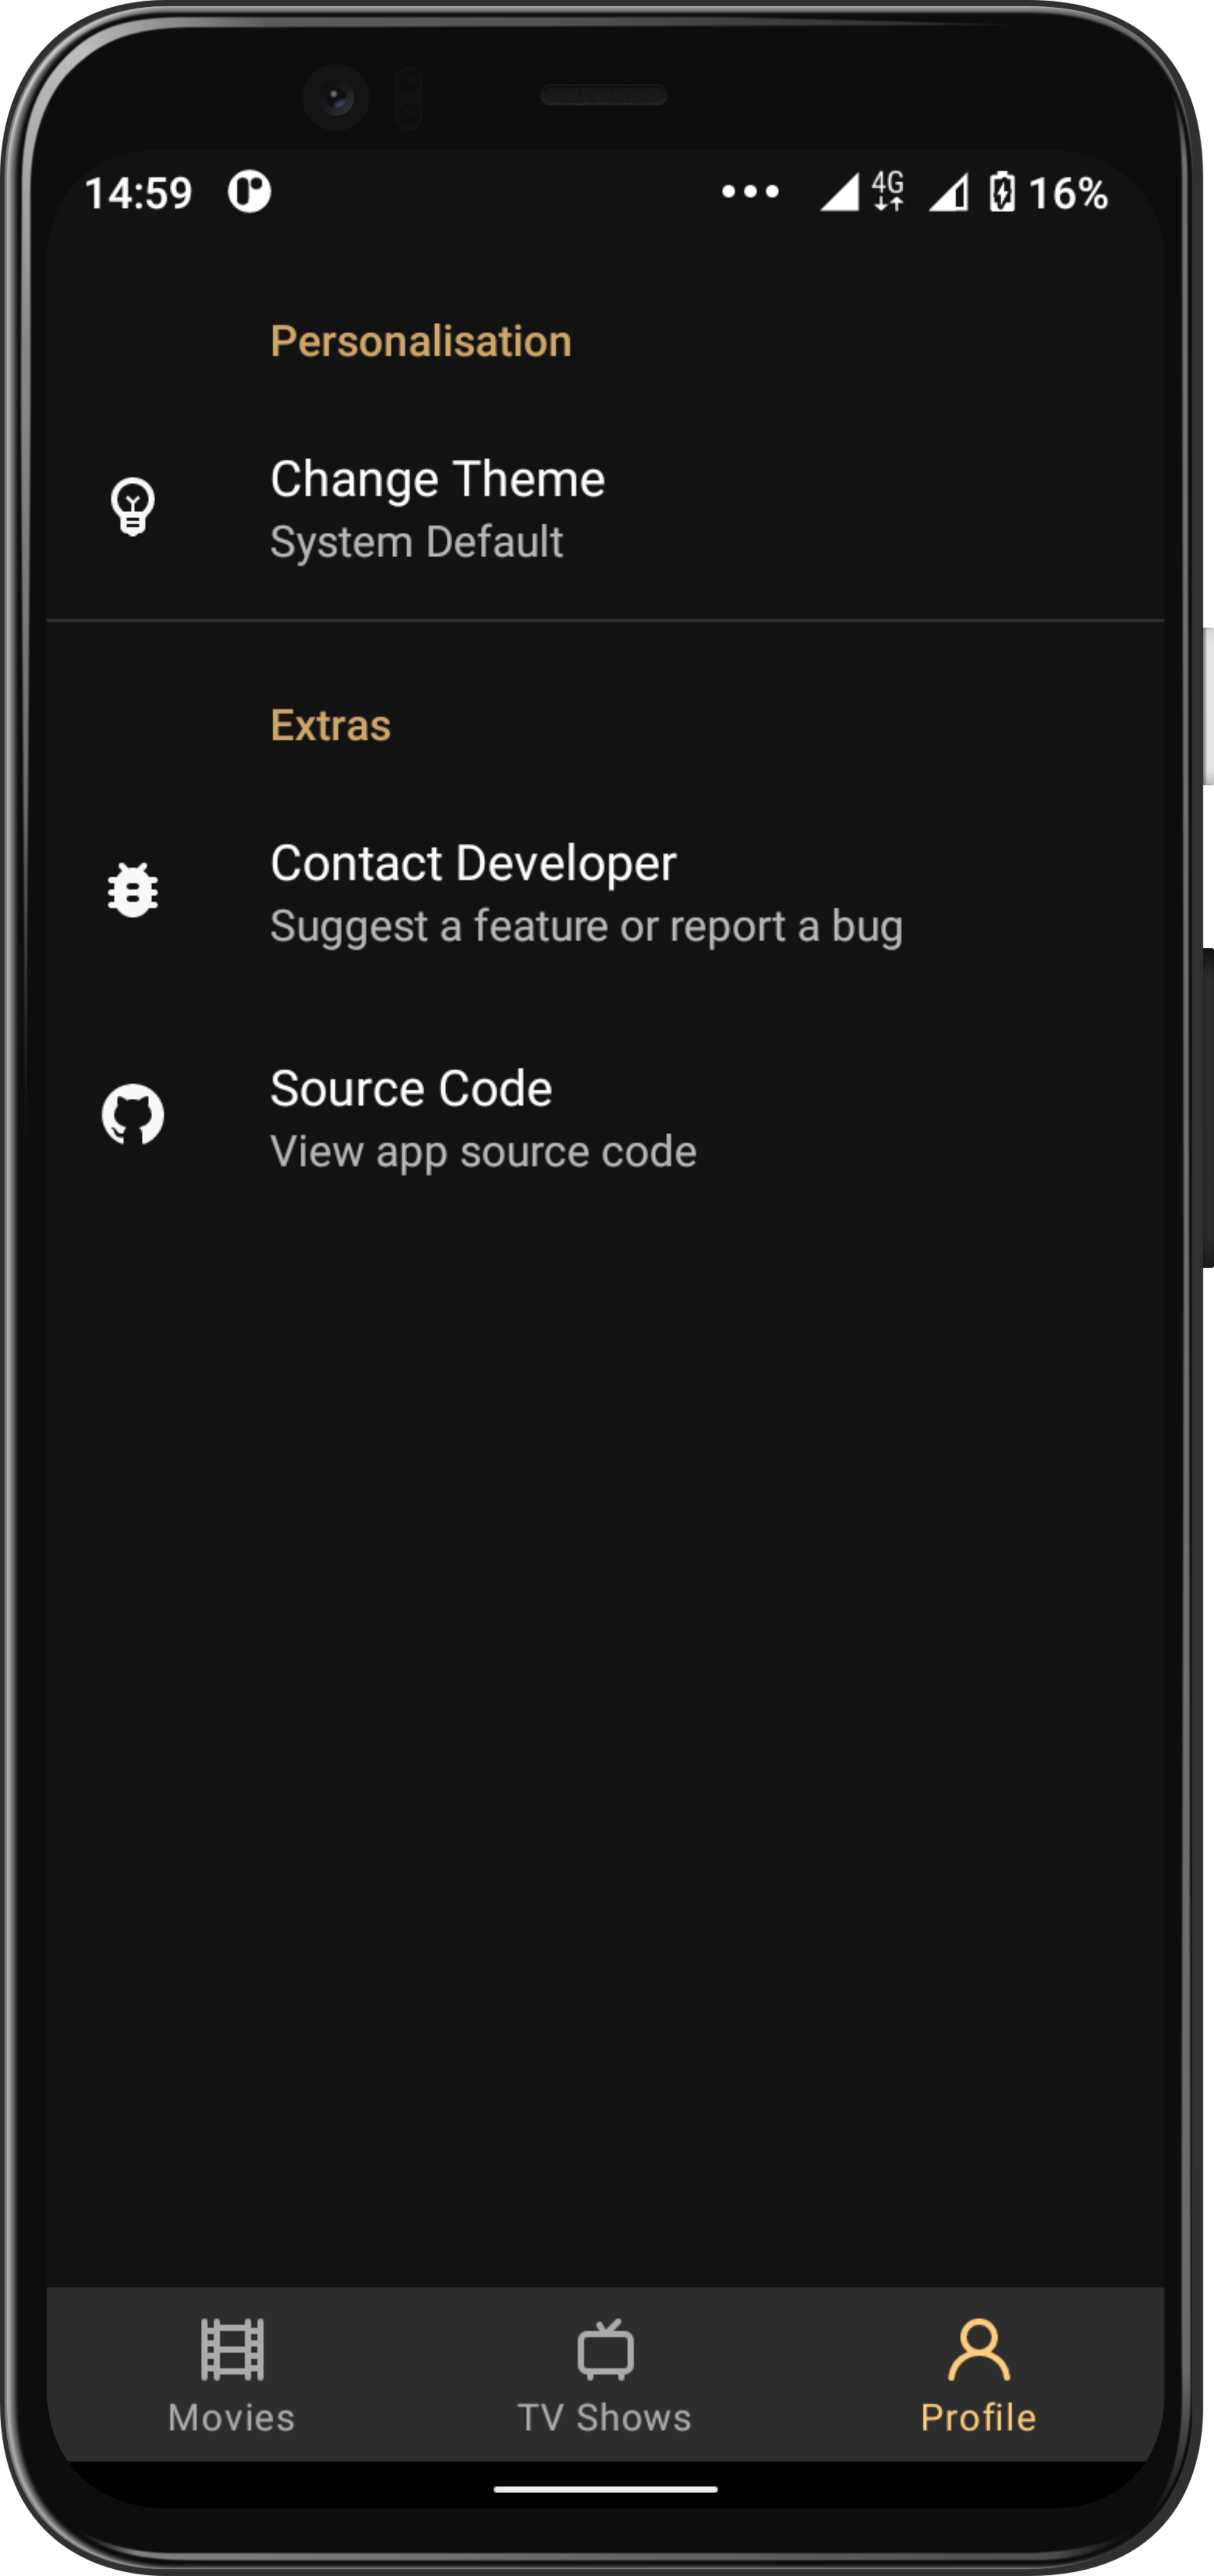 14:59 4G 16%
Personalisation
Change Theme
System Default
Extras
Contact Developer
Suggest a feature or report a bug
Source Code
View app source code
Movies TV Shows Profile